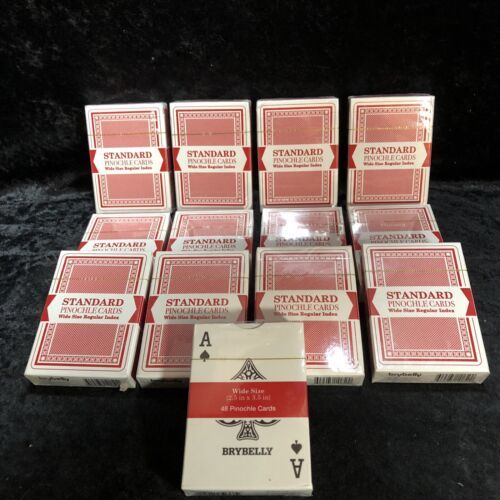 STANDARD
PINOCHLE CARDS
Wide Size Regular Index
STANDARD
PINOCHLE CARDS
Wide Size Regular Index
STANDARD
PINOCHLE CARDS
Wide Size Regular Index
STANDARD
PINOCHLE CARDS
Wide Size Regular Index
STANDARD
STANDARD
STANDARD
STANDARD
STANDARD
PINOCHLE CARDS
Wide Size Regular Index
STANDARD
PINOCHLE CARDS
Wide Size Regular Index
STANDARD
PINOCHLE CARDS
Wide Size Regular Index
STANDARD
PINOCHLE CARDS
Wide Size Regular Index
brybelly
brybelly
brybelly
A
Wide Size
(2.5 in x 3.5 in)
48 Pinochle Cards
BRYBELLY
A